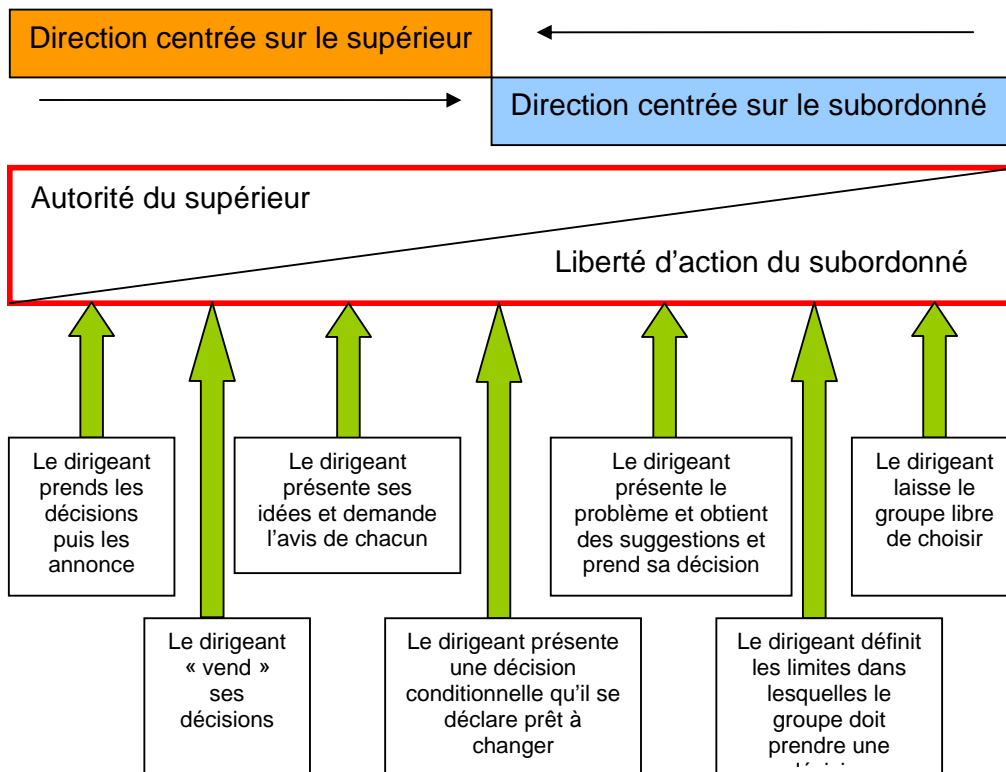 Direction centrée sur le supérieur
Direction centrée sur le subordonné
Autorité du supérieur
Liberté d'action du subordonné
Le dirigeant
prends les
décisions
puis les
annonce
Le dirigeant
« vend »
ses
décisions
Le dirigeant
présente ses
idées et demande
l'avis de chacun
Le dirigeant présente
une décision
conditionnelle qu'il se
déclare prêt à
changer
Le dirigeant
présente le
problème et obtient
des suggestions et
prend sa décision
Le dirigeant définit
les limites dans
lesquelles le
groupe doit
prendre une
Le dirigeant
laisse le
groupe libre
de choisir